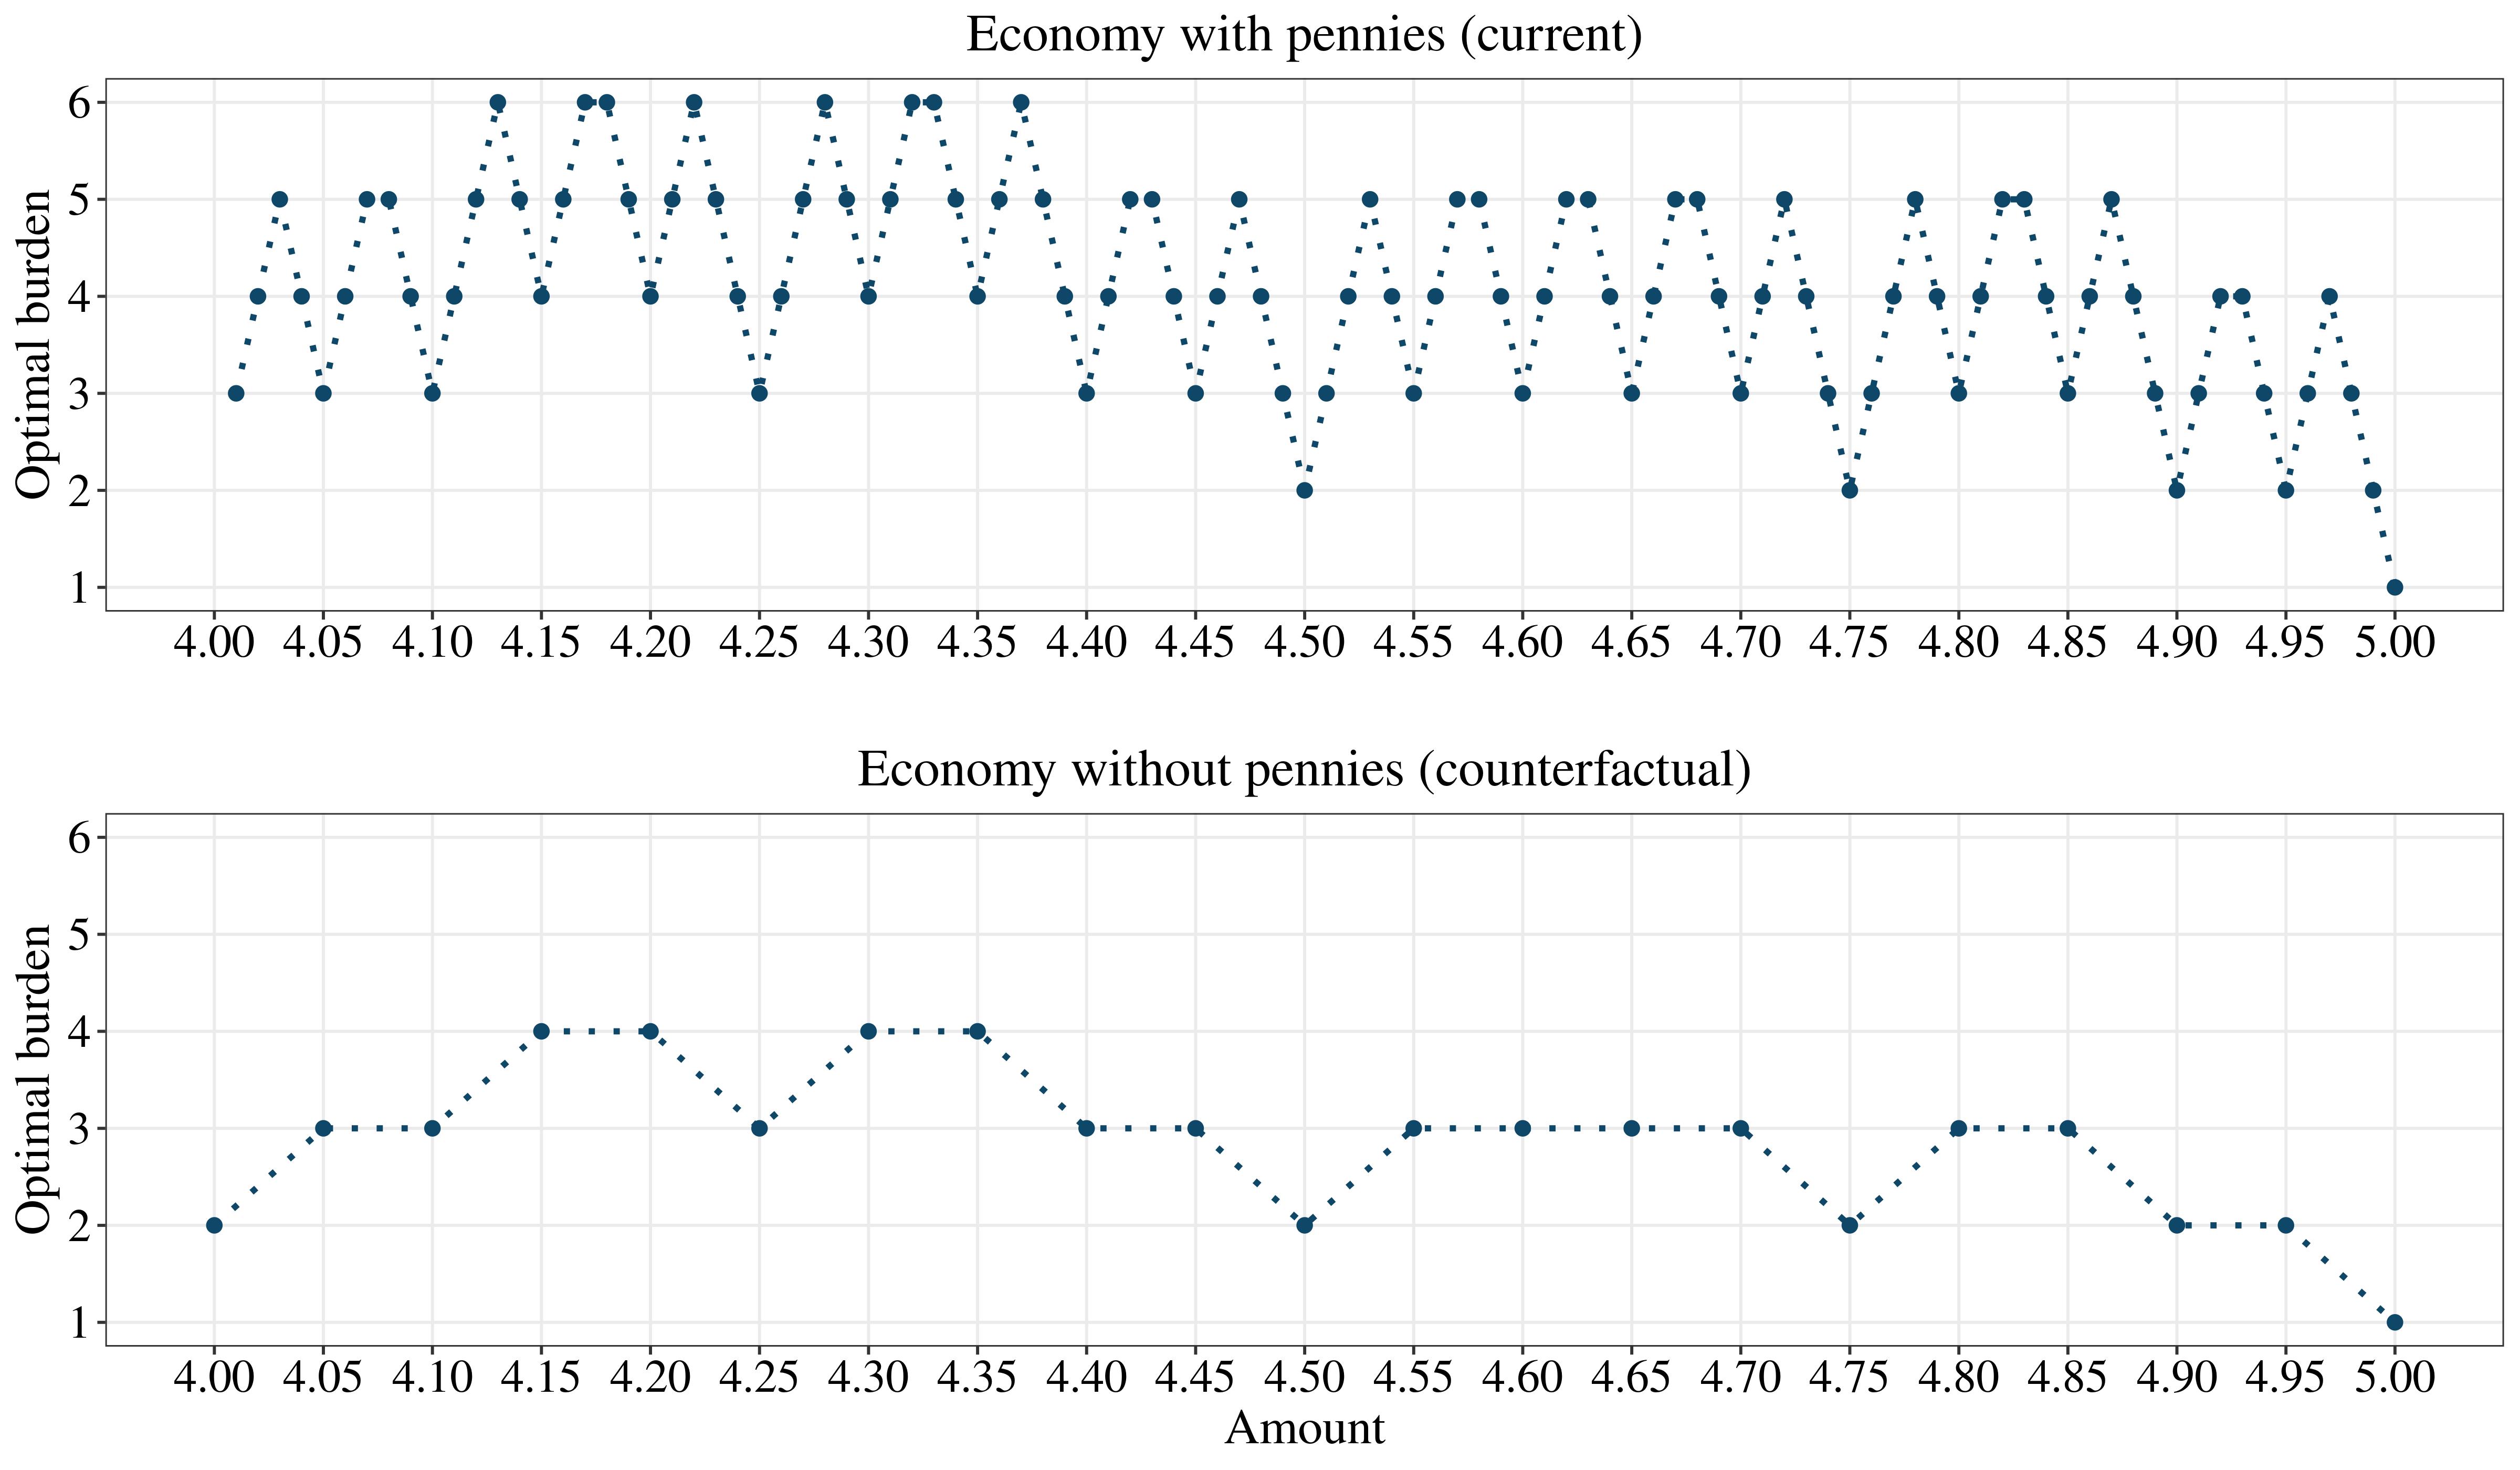 Economy with pennies (current)
Optimal burden
6
5
4
3
2
1
4.00 4.05 4.10 4.15 4.20 4.25 4.30 4.35 4.40 4.45 4.50 4.55 4.60 4.65 4.70 4.75 4.80 4.85 4.90 4.95 5.00
Economy without pennies (counterfactual)
Optimal burden
6
5
4
3
2
1
4.00 4.05 4.10 4.15 4.20 4.25 4.30 4.35 4.40 4.45 4.50 4.55 4.60 4.65 4.70 4.75 4.80 4.85 4.90 4.95 5.00
Amount